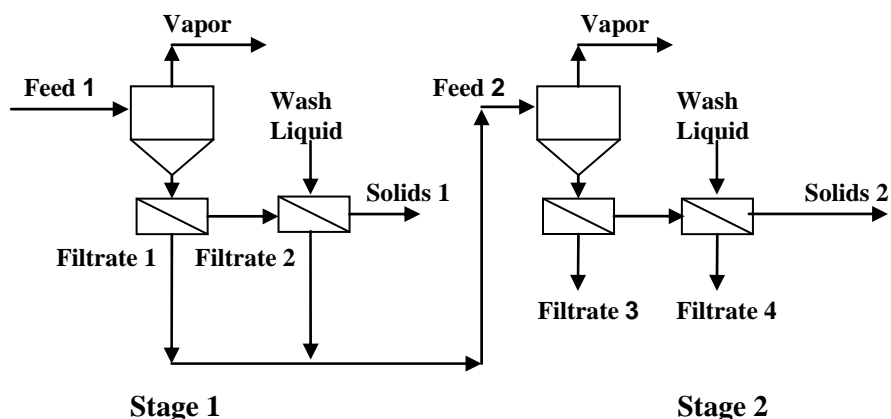 Vapor
Feed 1
Wash
Liquid
Solids 1
Filtrate 1
Filtrate 2
Stage 1
Vapor
Feed 2
Wash
Liquid
Solids 2
Filtrate 3
Filtrate 4
Stage 2